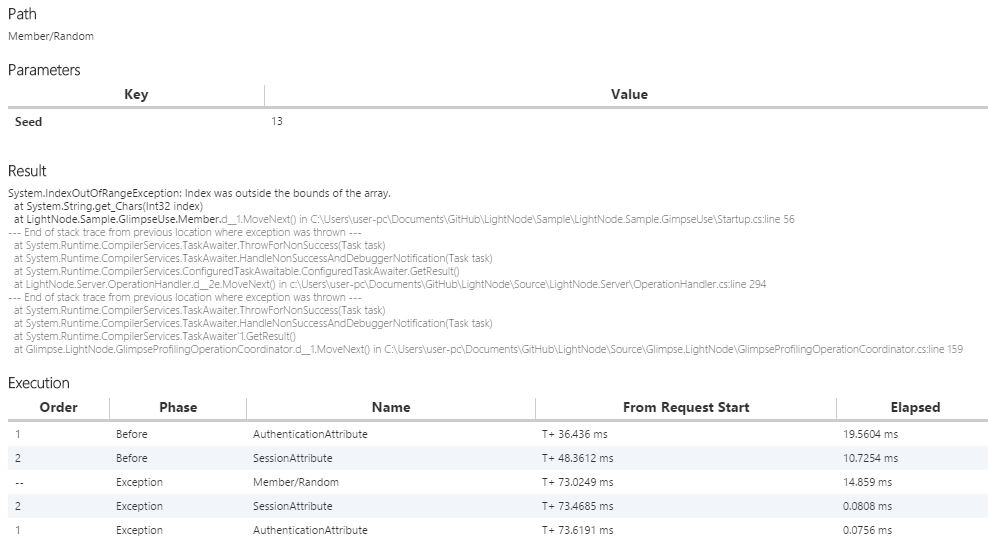 Path
Member/Random
Parameters
Key Value
Seed 13
Result
System.IndexOutOfRangeException: Index was outside the bounds of the array.
at System.String.get_Chars(Int32 index)
at LightNode.Sample.GlimpseUse.Member.d__1.MoveNext() in C:\Users\user-pc\Documents\GitHub\LightNode\Sample\LightNode.Sample.GimpseUse\Startup.cs:line 56
--- End of stack trace from previous location where exception was thrown ---
at System.Runtime.CompilerServices.TaskAwaiter.ThrowForNonSuccess(Task task)
at System.Runtime.CompilerServices.TaskAwaiter.HandleNonSuccessAndDebuggerNotification(Task task)
at System.Runtime.CompilerServices.ConfiguredTaskAwaitable.ConfiguredTaskAwaiter.GetResult()
at LightNode.Server.OperationHandler.d__2e.MoveNext() in c:\Users\user-pc\Documents\GitHub\LightNode\Source\LightNode.Server\OperationHandler.cs:line 294
--- End of stack trace from previous location where exception was thrown ---
at System.Runtime.CompilerServices.TaskAwaiter.ThrowForNonSuccess(Task task)
at System.Runtime.CompilerServices.TaskAwaiter.HandleNonSuccessAndDebuggerNotification(Task task)
at System.Runtime.CompilerServices.TaskAwaiter`1.GetResult()
at Glimpse.LightNode.GlimpseProfilingOperationCoordinator.d__1.MoveNext() in C:\Users\user-pc\Documents\GitHub\LightNode\Source\Glimpse.LightNode\GlimpseProfilingOperationCoordinator.cs:line 159
Execution
Order Phase Name From Request Start Elapsed
1 Before AuthenticationAttribute T+ 36.436 ms 19.5604 ms
2 Before SessionAttribute T+ 48.3612 ms 10.7254 ms
-- Exception Member/Random T+ 73.0249 ms 14.859 ms
2 Exception SessionAttribute T+ 73.4685 ms 0.0808 ms
1 Exception AuthenticationAttribute T+ 73.6191 ms 0.0756 ms